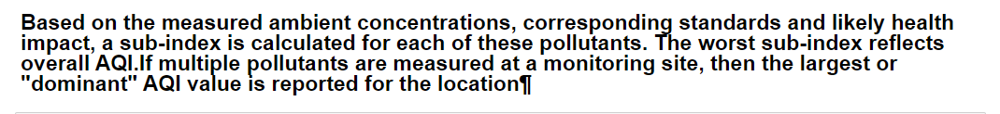 Based on the measured ambient concentrations, corresponding standards and likely health
impact, a sub-index is calculated for each of these pollutants. The worst sub-index reflects
overall AQI.If multiple pollutants are measured at a monitoring site, then the largest or
"dominant" AQI value is reported for the location¶